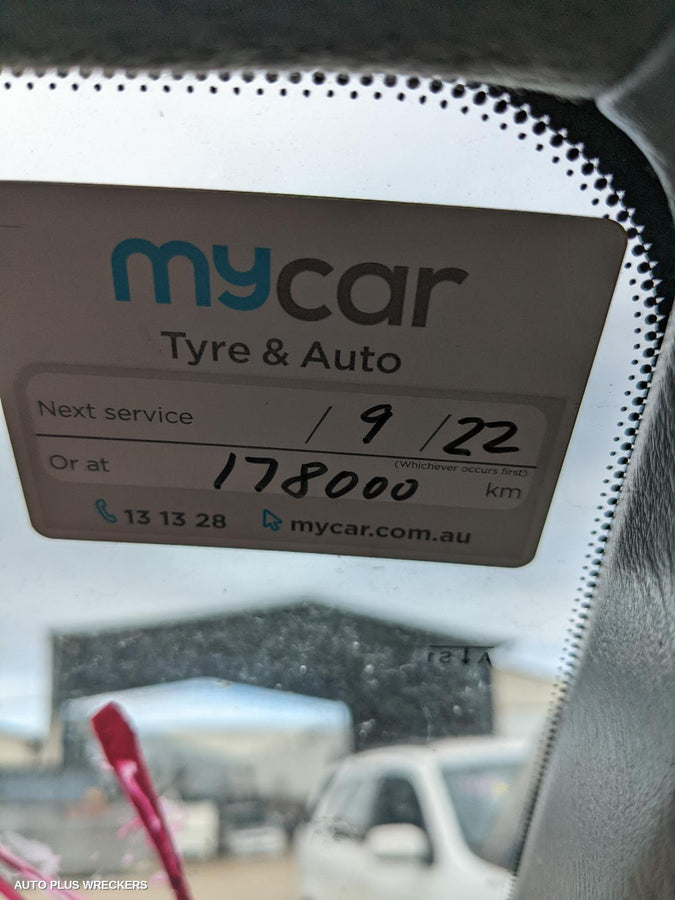 mycar
Tyre & Auto
Next service / 9 / 22
(Whichever occurs first)
Or at 178000 km
13 13 28 mycar.com.au
AUTO PLUS WRECKERS